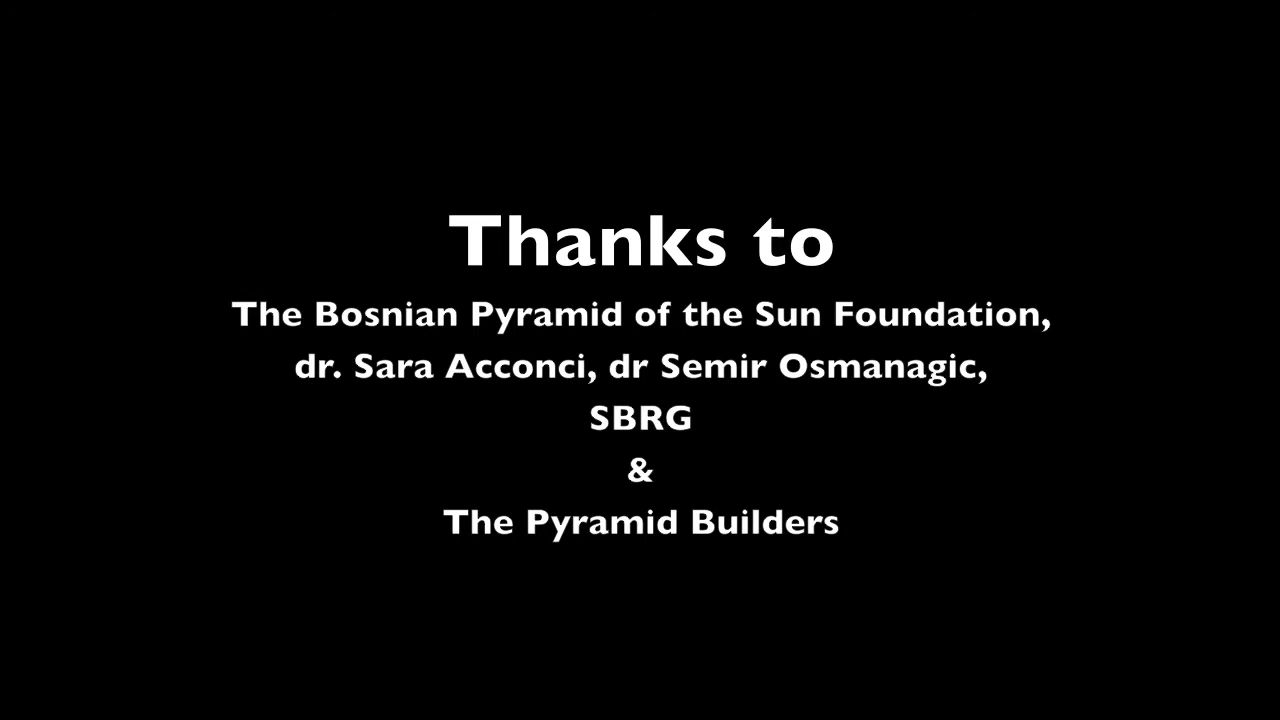 Thanks to
The Bosnian Pyramid of the Sun Foundation,
dr. Sara Acconci, dr Semir Osmanagic,
SBRG
&
The Pyramid Builders